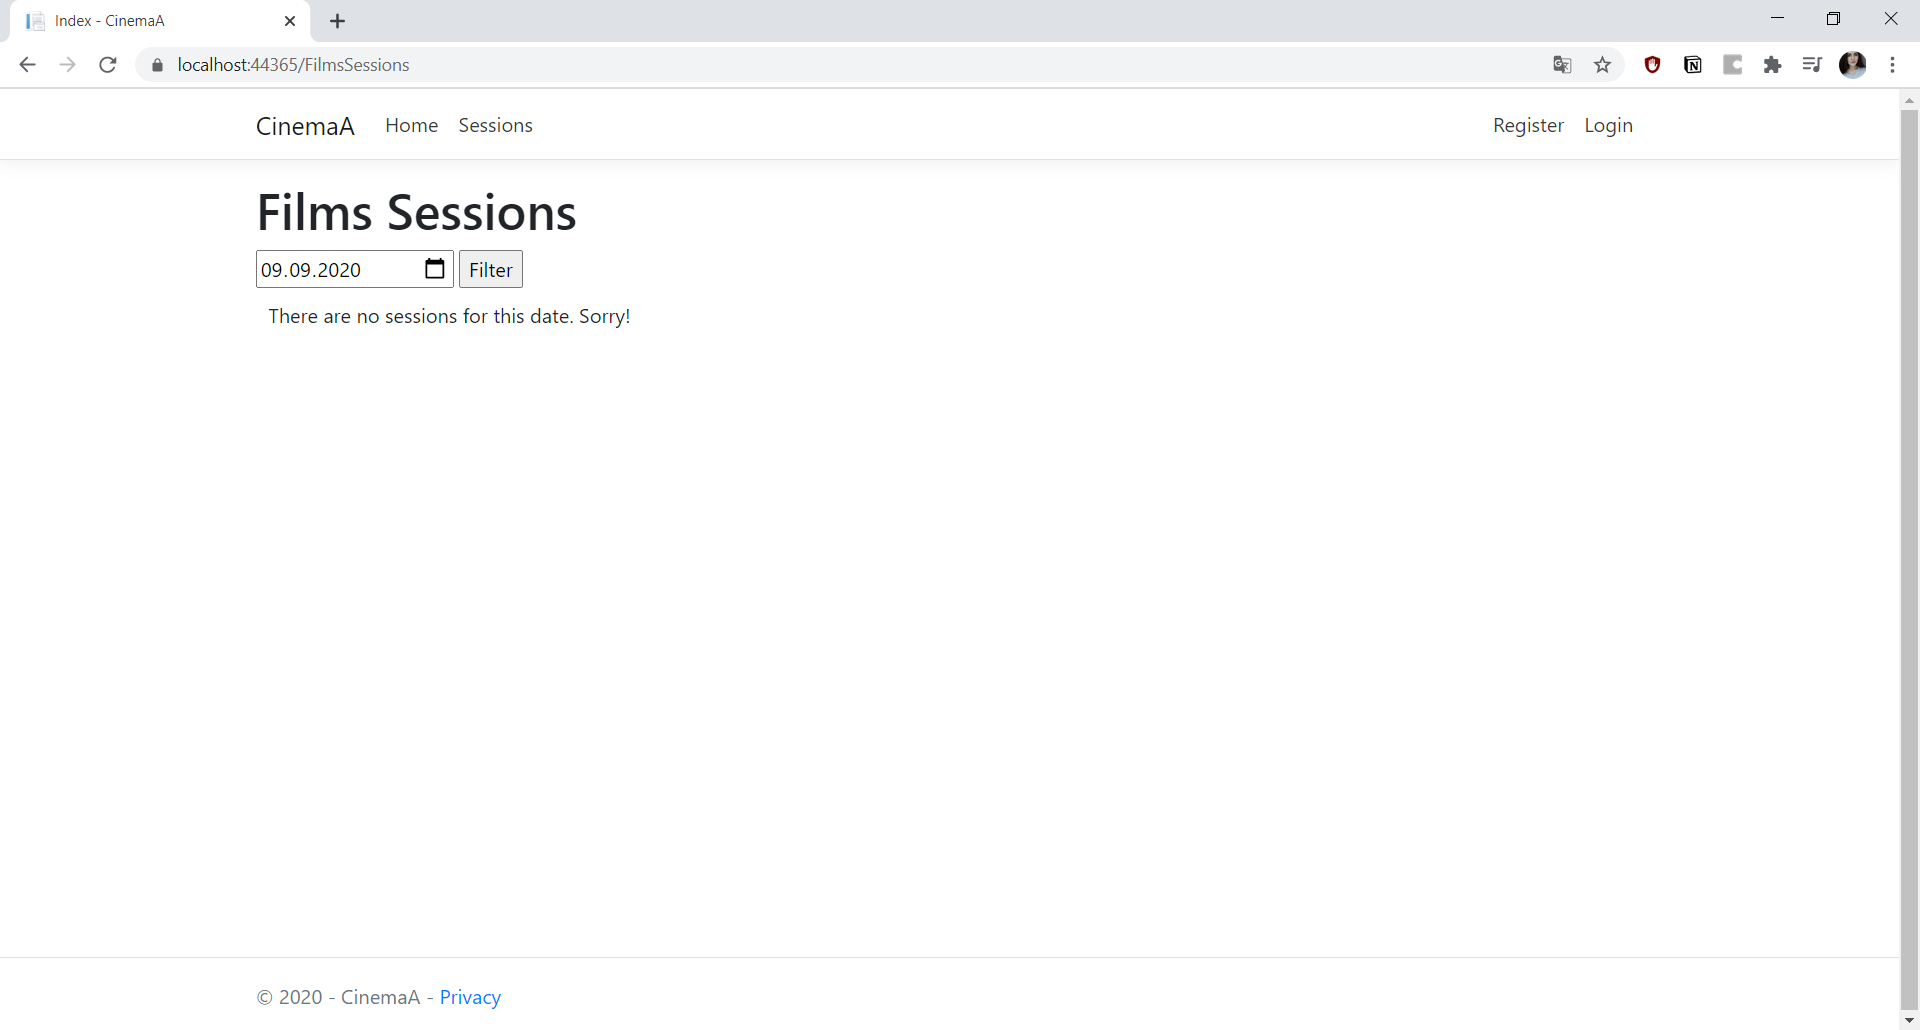 Index - CinemaA
localhost:44365/FilmsSessions
CinemaA Home Sessions Register Login
Films Sessions
09.09.2020 Filter
There are no sessions for this date. Sorry!
© 2020 - CinemaA - Privacy